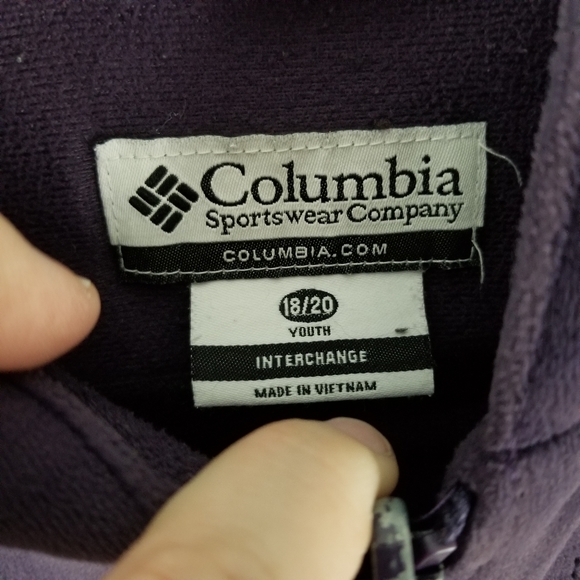 Columbia
Sportswear Company
COLUMBIA.COM
18/20
YOUTH
INTERCHANGE
MADE IN VIETNAM